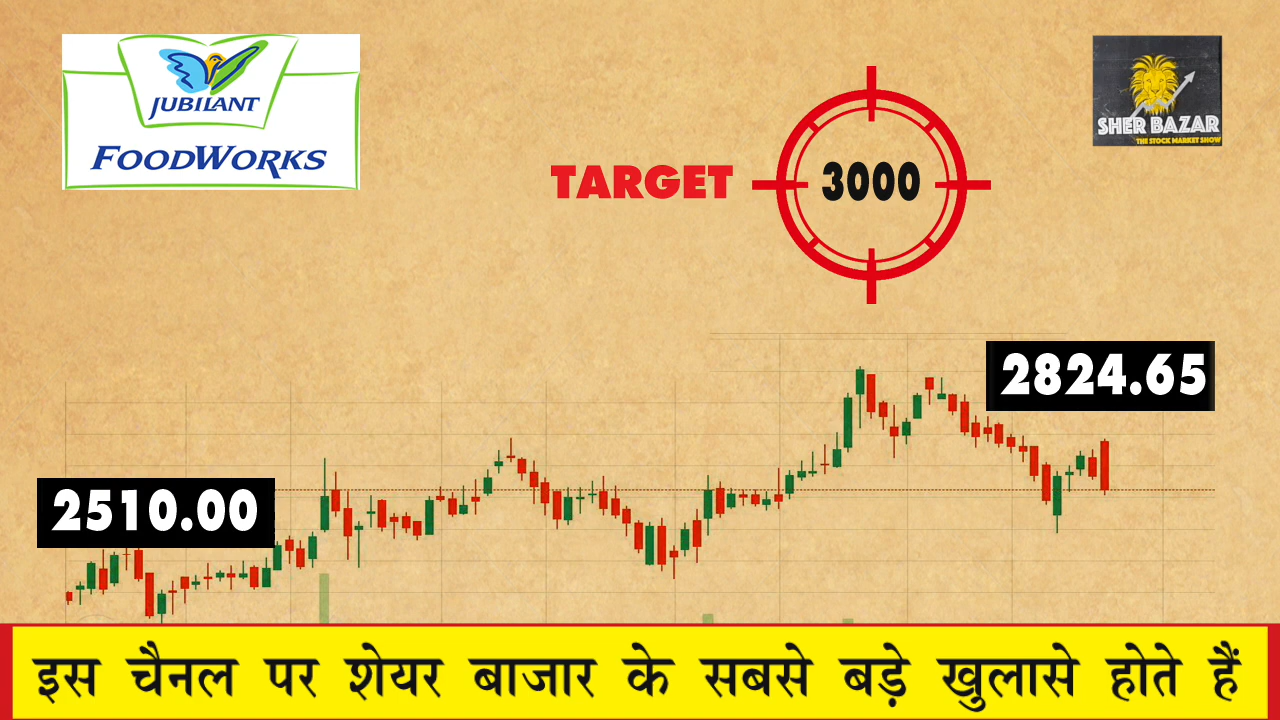 JUBILANT
FOODWORKS
SHER BAZAR
THE STOCK MARKET SHOW
TARGET
3000
2824.65
2510.00
इस चैनल पर शेयर बाजार के सबसे बड़े खुलासे होते हैं